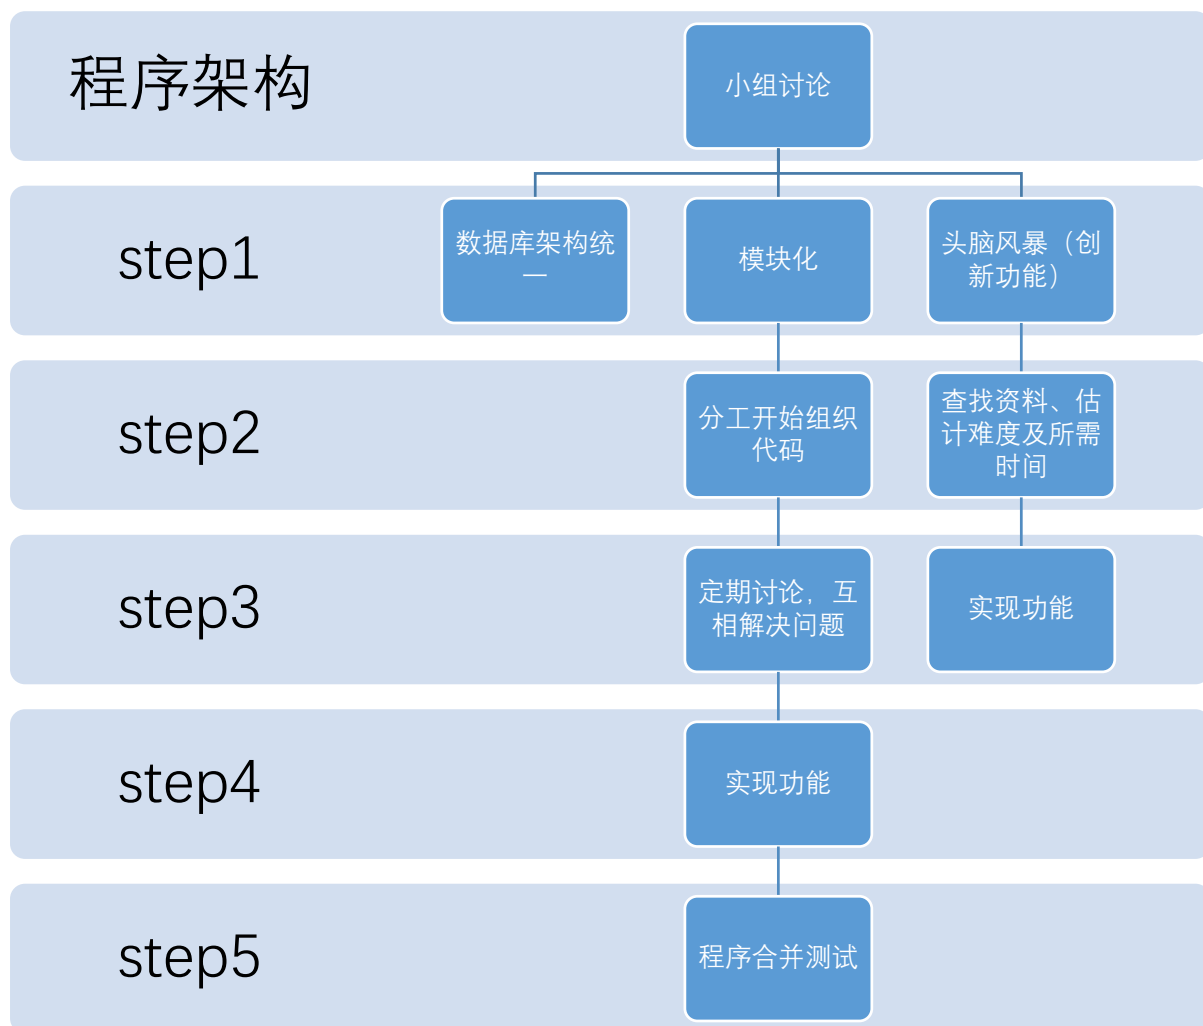 程序架构
小组讨论
step1
数据库架构统
一
模块化
头脑风暴（创
新功能）
step2
分工开始组织
代码
查找资料、估
计难度及所需
时间
step3
定期讨论，互
相解决问题
实现功能
step4
实现功能
step5
程序合并测试